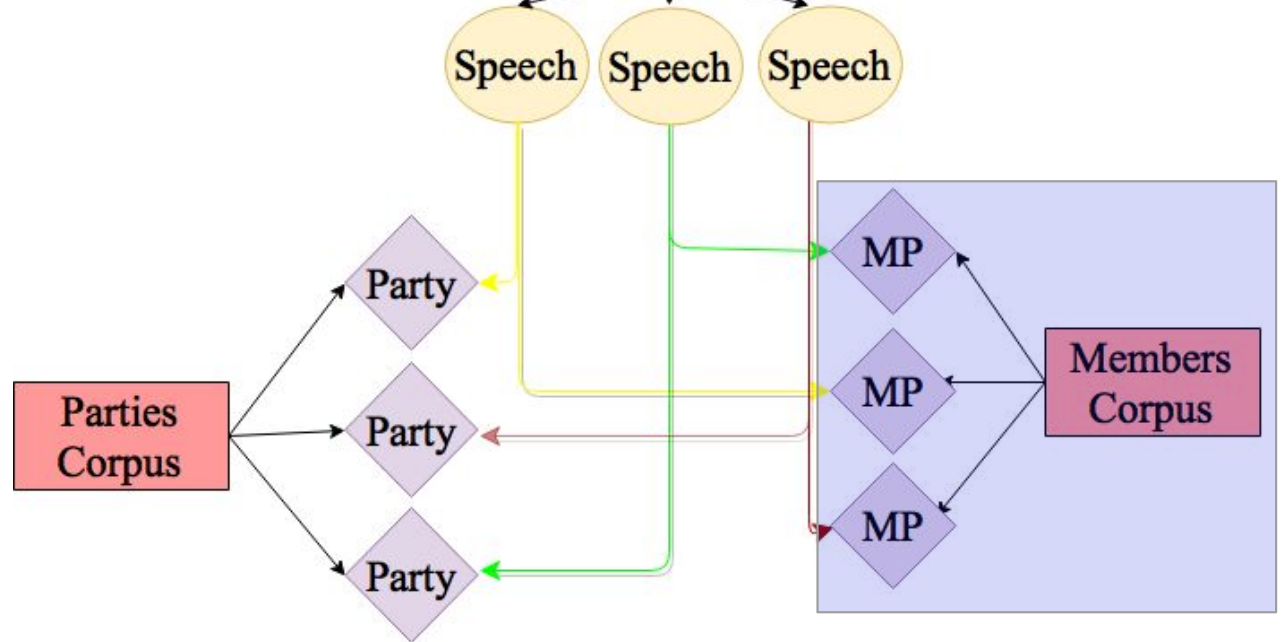 Speech
Speech
Speech
MP
Party
Members
Corpus
MP
Parties
Corpus
Party
MP
Party